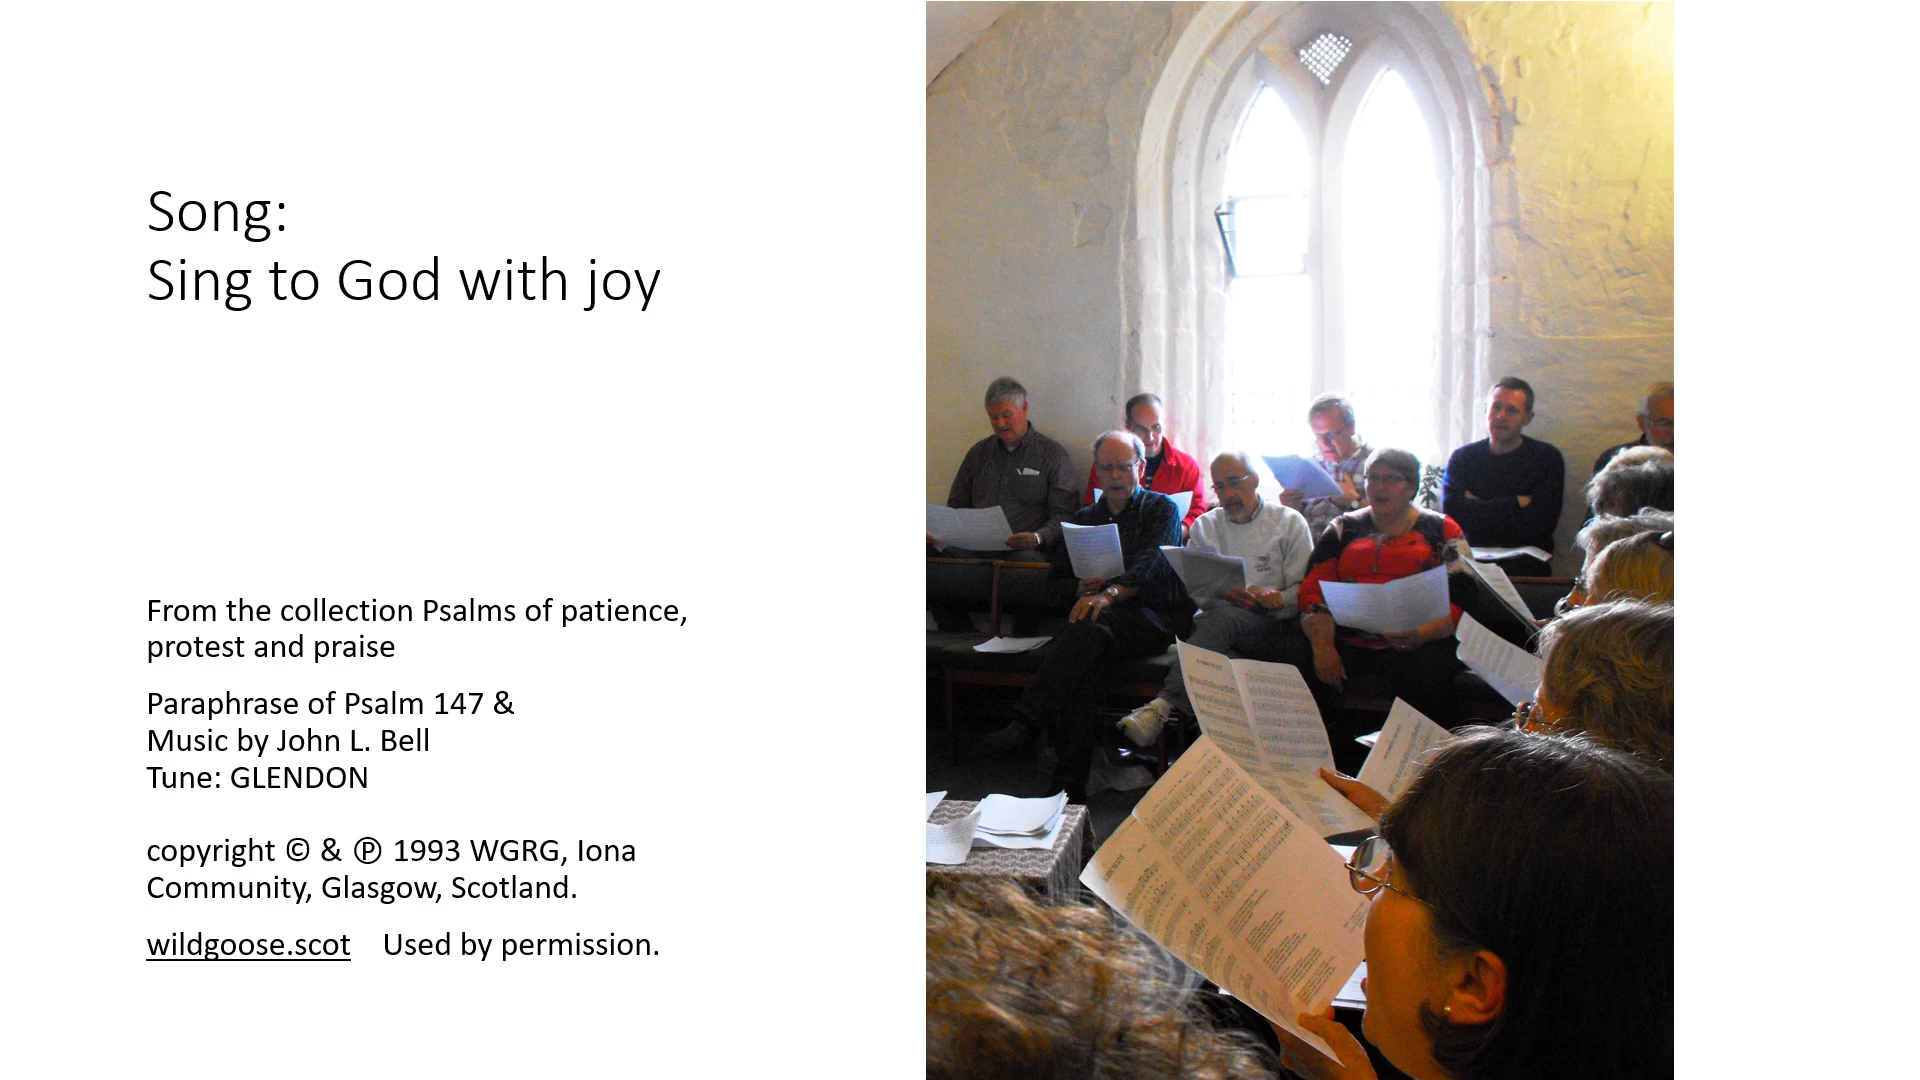 Song:
Sing to God with joy
From the collection Psalms of patience,
protest and praise
Paraphrase of Psalm 147 &
Music by John L. Bell
Tune: GLENDON
copyright © & ℗ 1993 WGRG, Iona
Community, Glasgow, Scotland.
wildgoose.scot    Used by permission.